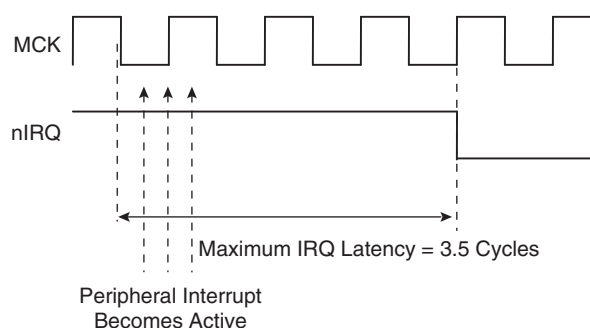 MCK
nIRQ
Maximum IRQ Latency = 3.5 Cycles
Peripheral Interrupt
Becomes Active